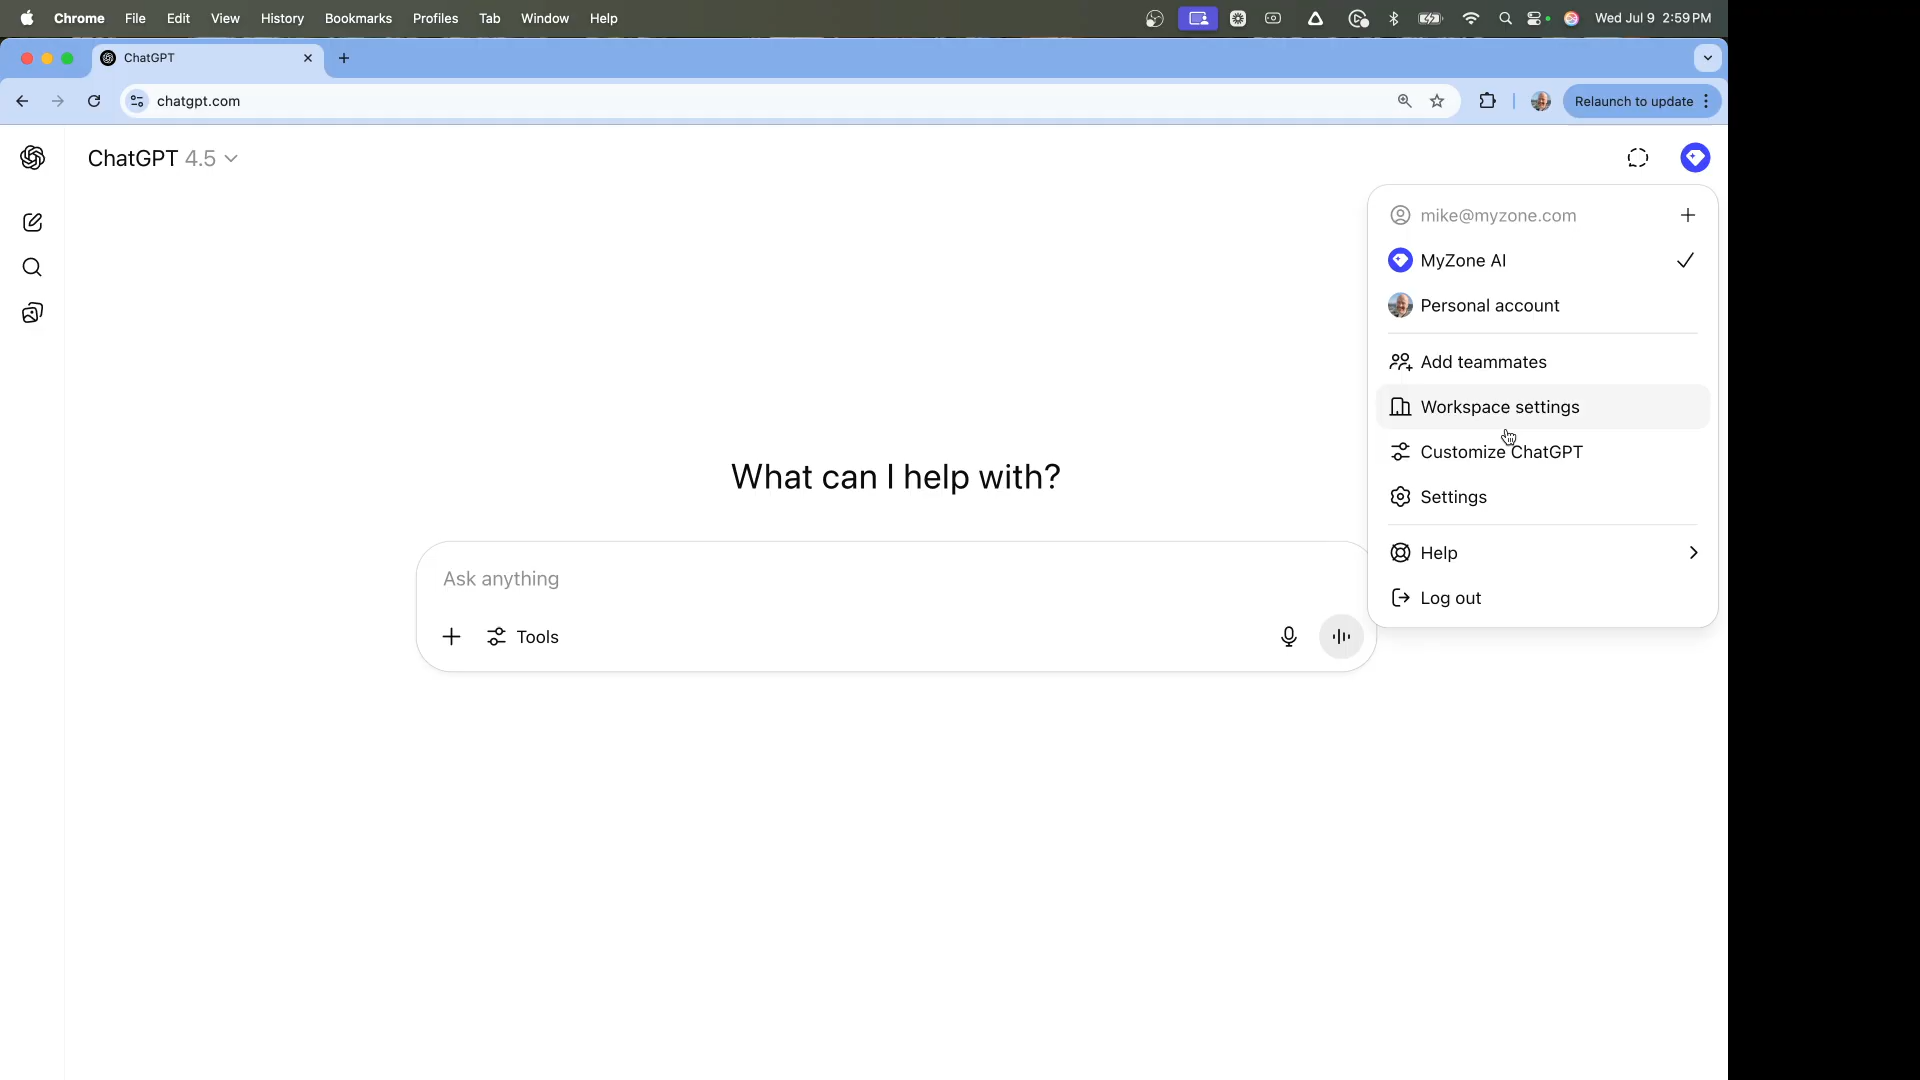 Chrome File Edit View History Bookmarks Profiles Tab Window Help Wed Jul 9 2:59 PM
ChatGPT
chatgpt.com Relaunch to update
ChatGPT 4.5
mike@myzone.com
MyZone AI
Personal account
Add teammates
Workspace settings
Customize ChatGPT
Settings
Help
Log out
What can I help with?
Ask anything
Tools